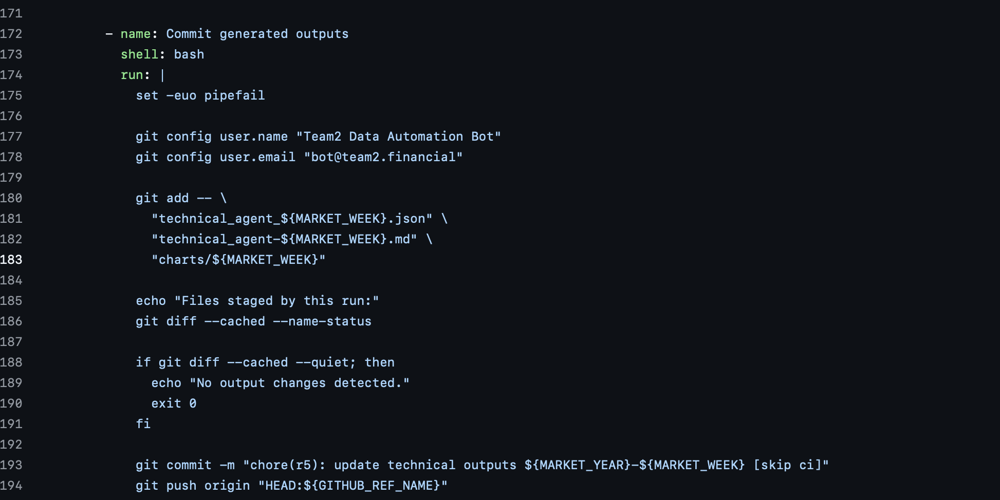 171
172 - name: Commit generated outputs
173 shell: bash
174 run: |
175 set -euo pipefail
176
177 git config user.name "Team2 Data Automation Bot"
178 git config user.email "bot@team2.financial"
179
180 git add -- \
181 "technical_agent_${MARKET_WEEK}.json" \
182 "technical_agent-${MARKET_WEEK}.md" \
183 "charts/${MARKET_WEEK}"
184
185 echo "Files staged by this run:"
186 git diff --cached --name-status
187
188 if git diff --cached --quiet; then
189 echo "No output changes detected."
190 exit 0
191 fi
192
193 git commit -m "chore(r5): update technical outputs ${MARKET_YEAR}-${MARKET_WEEK} [skip ci]"
194 git push origin "HEAD:${GITHUB_REF_NAME}"